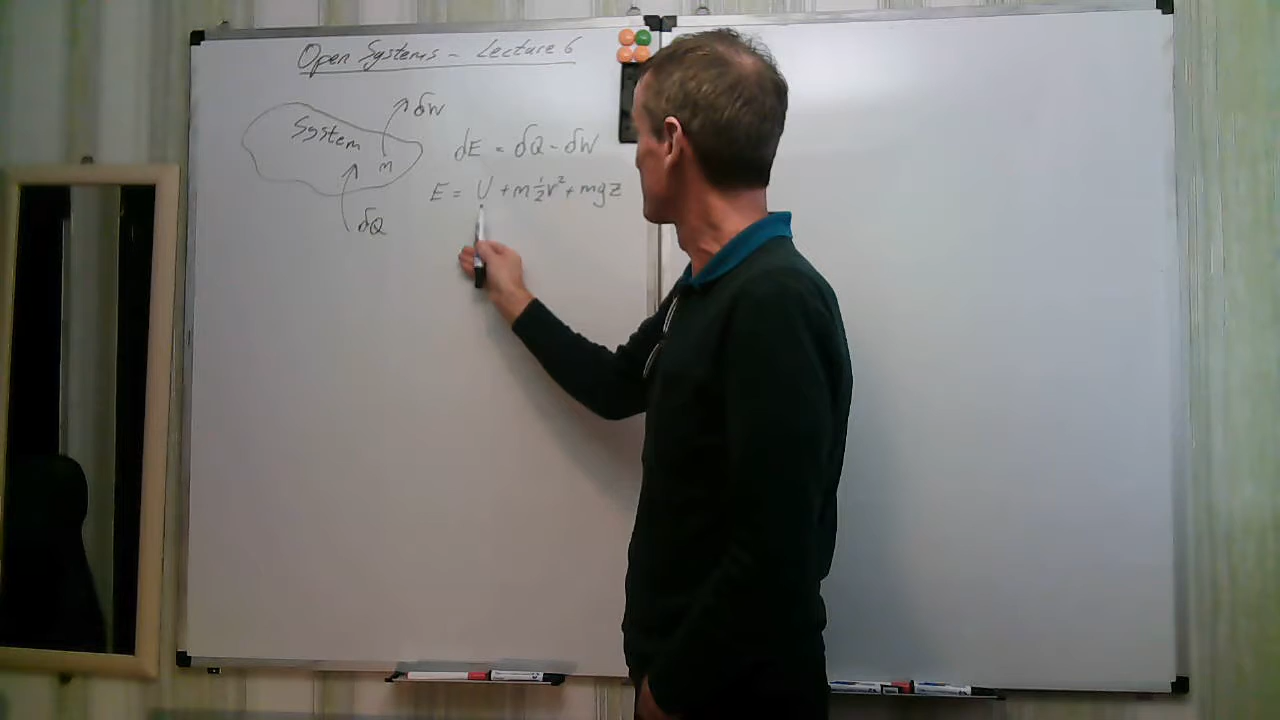 Open Systems - Lecture 6
δW
System
m
δQ
dE = δQ - δW
E = U + m½v² + mgz